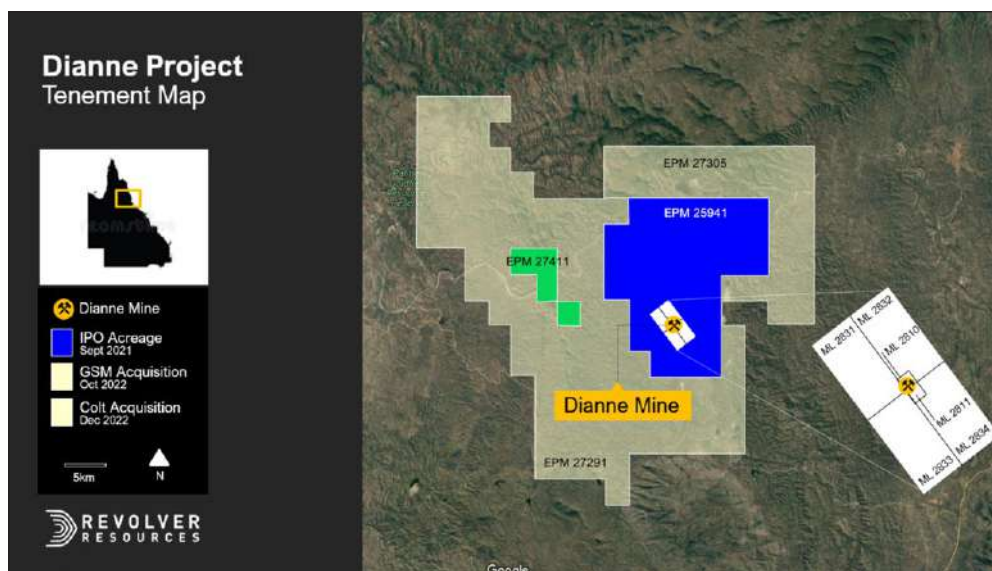 Dianne Project
Tenement Map
Dianne Mine
IPO Acreage
Sept 2021
GSM Acquisition
Oct 2022
Colt Acquisition
Dec 2022
5km
N
REVOLVER
RESOURCES
EPM 27305
EPM 25941
EPM 27411
Dianne Mine
EPM 27291
ML 2831
ML 2832
ML 2810
ML 2811
ML 2833
ML 2834
Google